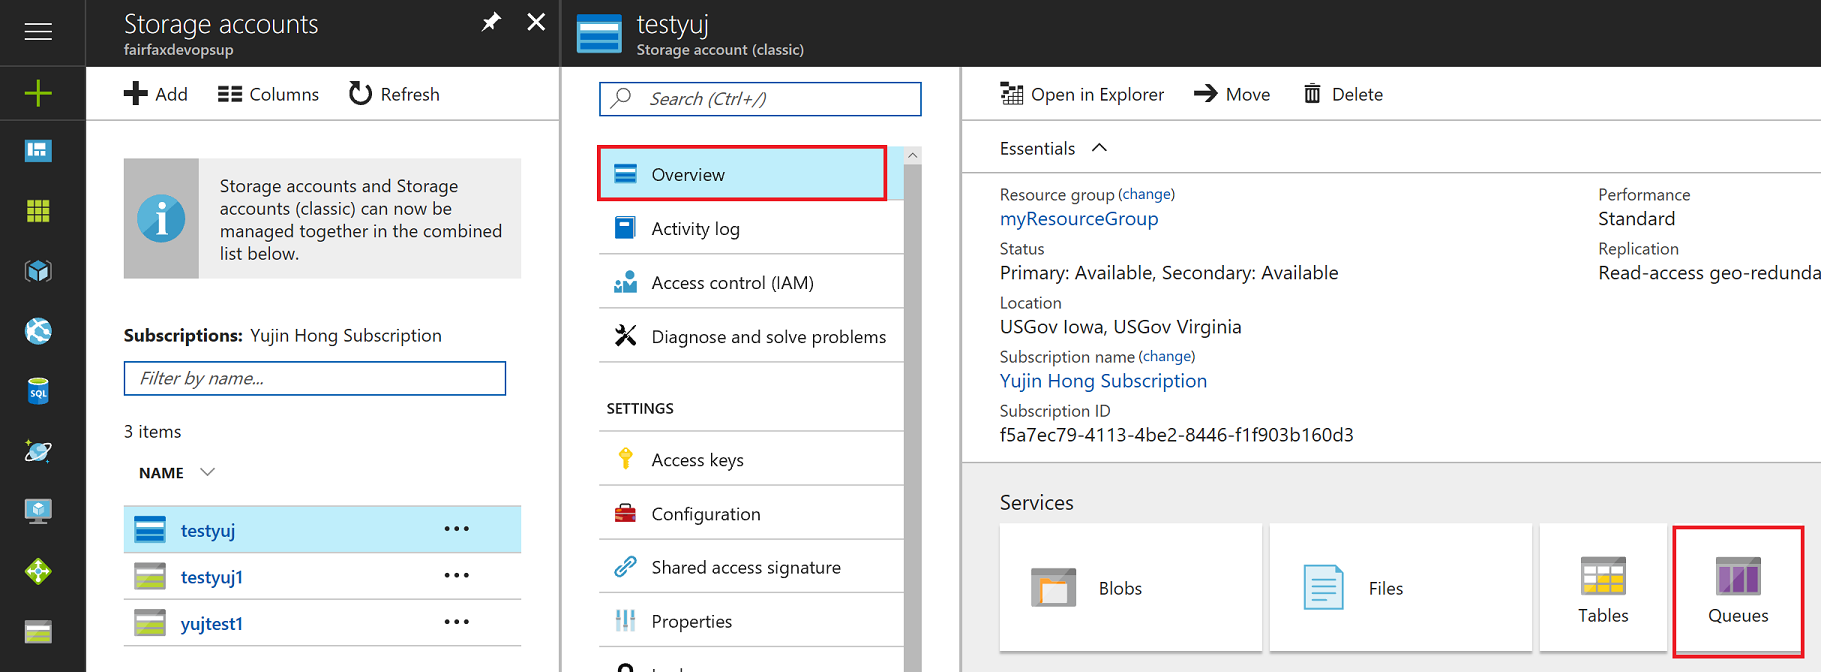 Storage accounts
fairfaxdevopsup
Add
Columns
Refresh
Storage accounts and Storage
accounts (classic) can now be
managed together in the combined
list below.
Subscriptions: Yujin Hong Subscription
Filter by name...
3 items
NAME
testyuj
testyuj1
yujtest1
SQL
testyuj
Storage account (classic)
Search (Ctrl+/)
Overview
Activity log
Access control (IAM)
Diagnose and solve problems
SETTINGS
Access keys
Configuration
Shared access signature
Properties
Open in Explorer
Move
Delete
Essentials
Resource group (change)
myResourceGroup
Status
Primary: Available, Secondary: Available
Location
USGov Iowa, USGov Virginia
Subscription name (change)
Yujin Hong Subscription
Subscription ID
f5a7ec79-4113-4be2-8446-f1f903b160d3
Performance
Standard
Replication
Read-access geo-redunda
Services
Blobs
Files
Tables
Queues